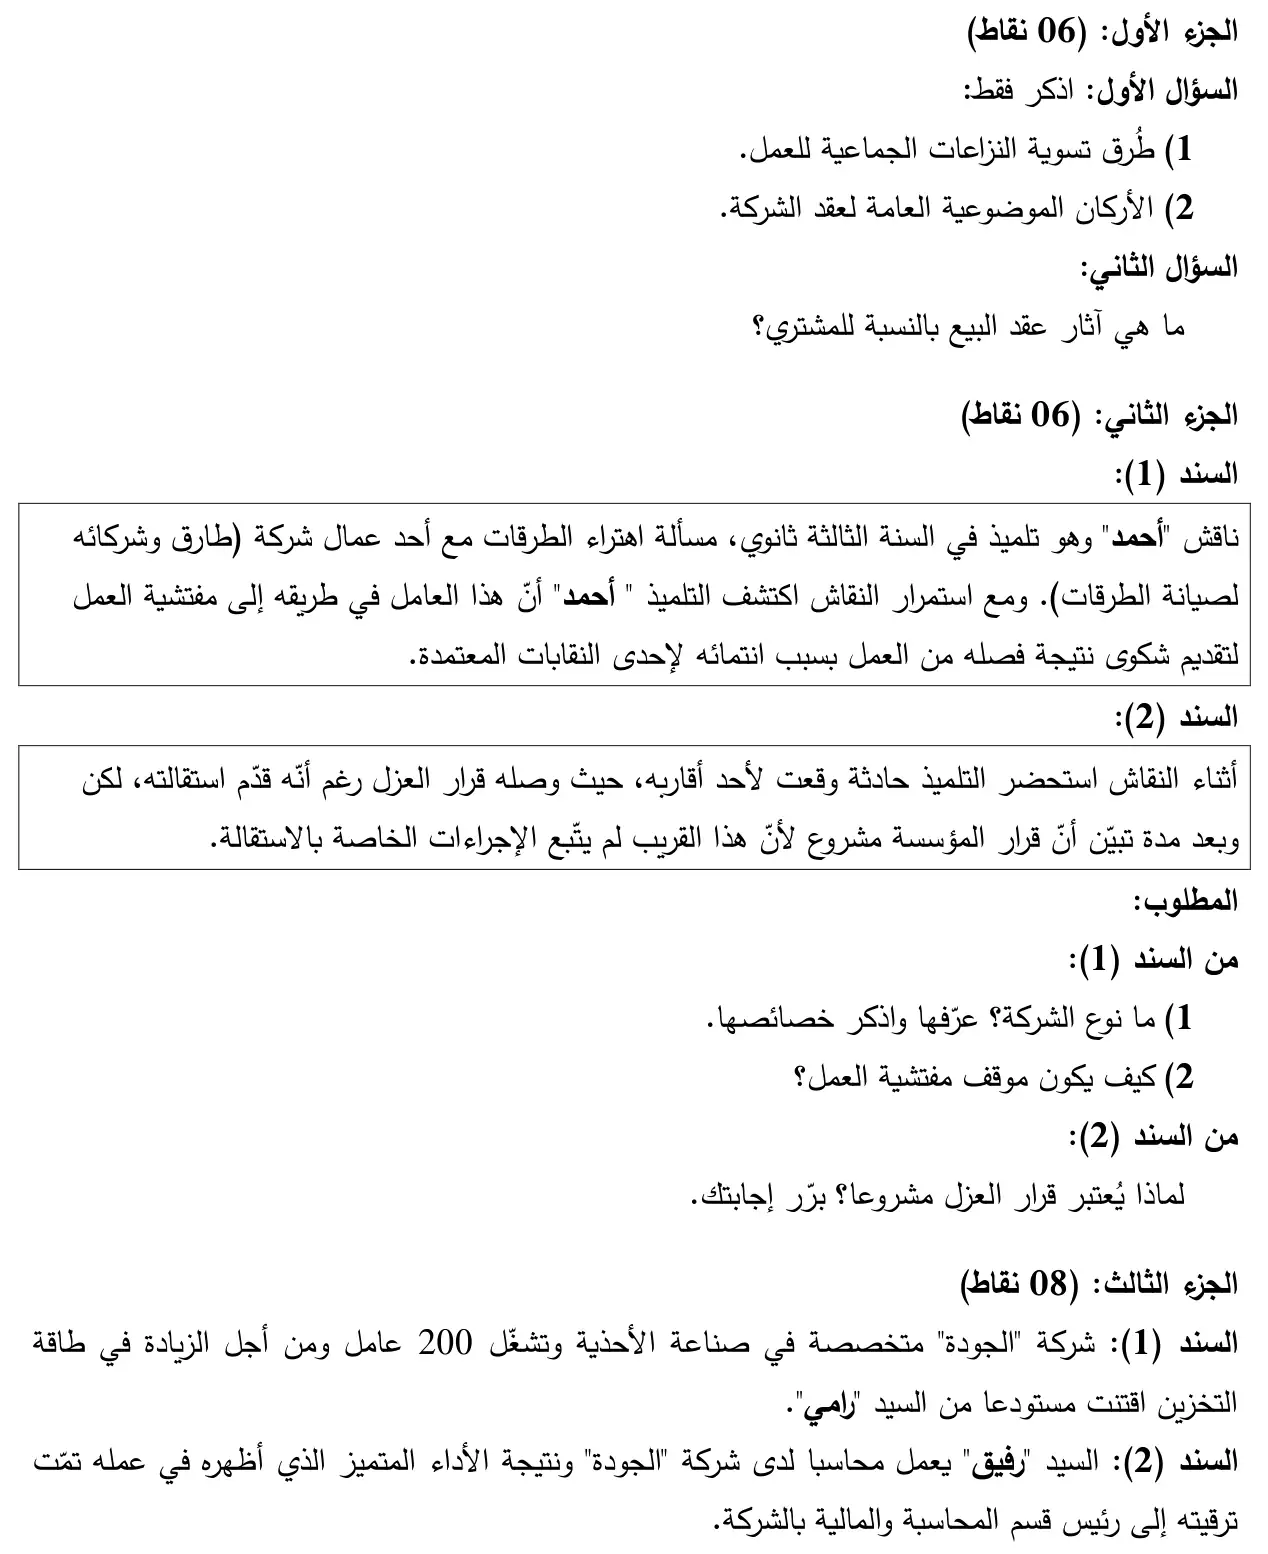 الجزء الأول: (06 نقاط)
السؤال الأول: اذكر فقط:
1) طُرق تسوية النزاعات الجماعية للعمل.
2) الأركان الموضوعية العامة لعقد الشركة.
السؤال الثاني:
ما هي آثار عقد البيع بالنسبة للمشتري؟
الجزء الثاني: (06 نقاط)
السند (1):
ناقش "أحمد" وهو تلميذ في السنة الثالثة ثانوي، مسألة اهتراء الطرقات مع أحد عمال شركة (طارق وشركائه
لصيانة الطرقات). ومع استمرار النقاش اكتشف التلميذ " أحمد" أنّ هذا العامل في طريقه إلى مفتشية العمل
لتقديم شكوى نتيجة فصله من العمل بسبب انتمائه لإحدى النقابات المعتمدة.
السند (2):
أثناء النقاش استحضر التلميذ حادثة وقعت لأحد أقاربه، حيث وصله قرار العزل رغم أنّه قدّم استقالته، لكن
وبعد مدة تبيّن أنّ قرار المؤسسة مشروع لأنّ هذا القريب لم يتّبع الإجراءات الخاصة بالاستقالة.
المطلوب:
من السند (1):
1) ما نوع الشركة؟ عرّفها واذكر خصائصها.
2) كيف يكون موقف مفتشية العمل؟
من السند (2):
لماذا يُعتبر قرار العزل مشروعا؟ برّر إجابتك.
الجزء الثالث: (08 نقاط)
السند (1): شركة "الجودة" متخصصة في صناعة الأحذية وتشغّل 200 عامل ومن أجل الزيادة في طاقة
التخزين اقتنت مستودعا من السيد "رامي".
السند (2): السيد "رفيق" يعمل محاسبا لدى شركة "الجودة" ونتيجة الأداء المتميز الذي أظهره في عمله تمّت
ترقيته إلى رئيس قسم المحاسبة والمالية بالشركة.